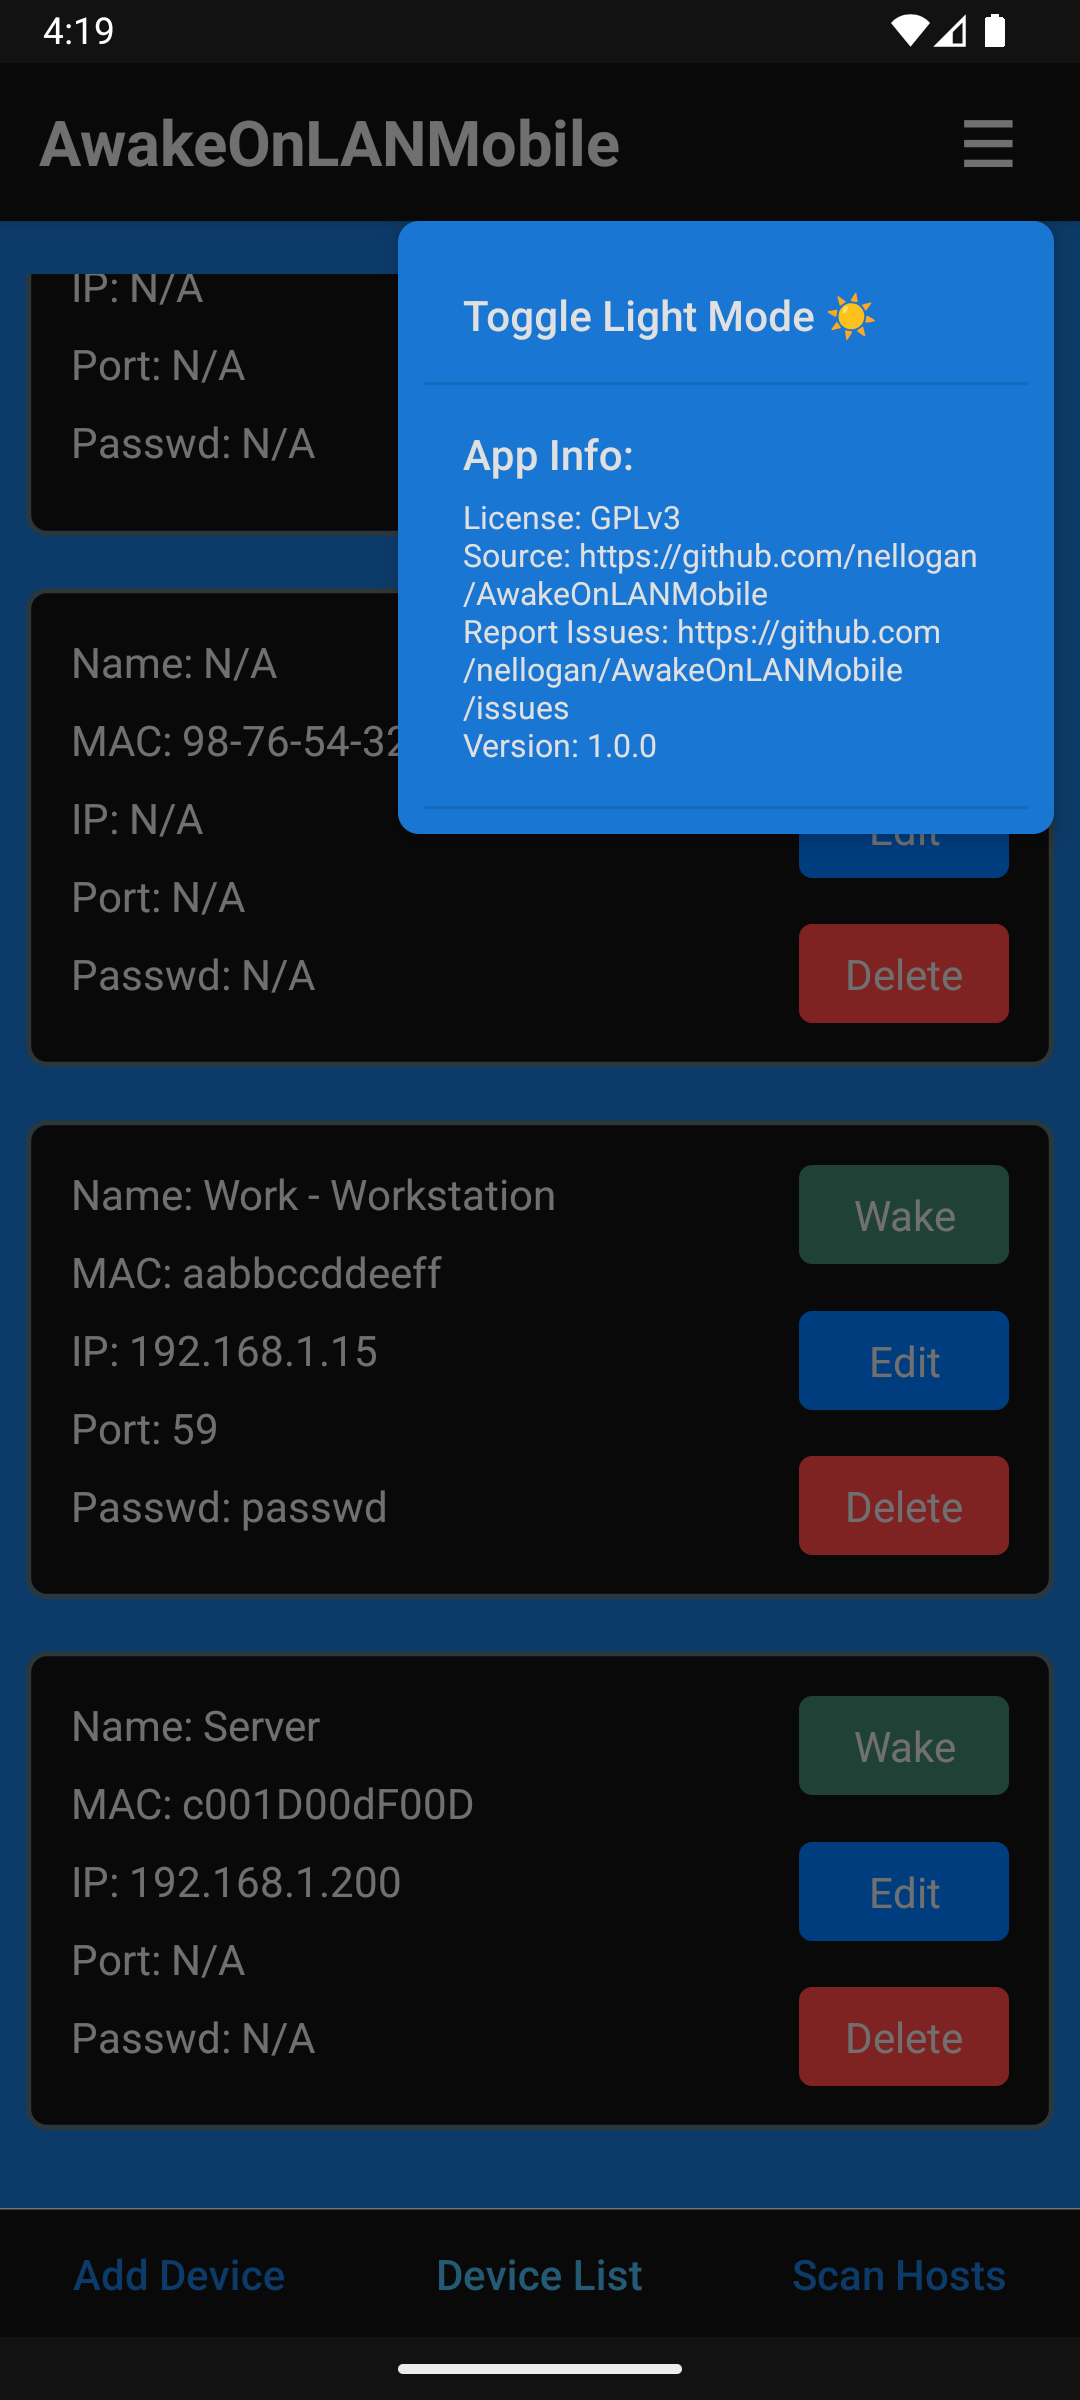 4:19
AwakeOnLANMobile
Toggle Light Mode ☀️
App Info:
License: GPLv3
Source: https://github.com/nellogan
/AwakeOnLANMobile
Report Issues: https://github.com
/nellogan/AwakeOnLANMobile
/issues
Version: 1.0.0
IP: N/A
Port: N/A
Passwd: N/A
Name: N/A
MAC: 98-76-54-32
IP: N/A
Edit
Port: N/A
Passwd: N/A
Delete
Name: Work - Workstation
Wake
MAC: aabbccddeeff
IP: 192.168.1.15
Edit
Port: 59
Passwd: passwd
Delete
Name: Server
Wake
MAC: c001D00dF00D
IP: 192.168.1.200
Edit
Port: N/A
Passwd: N/A
Delete
Add Device
Device List
Scan Hosts